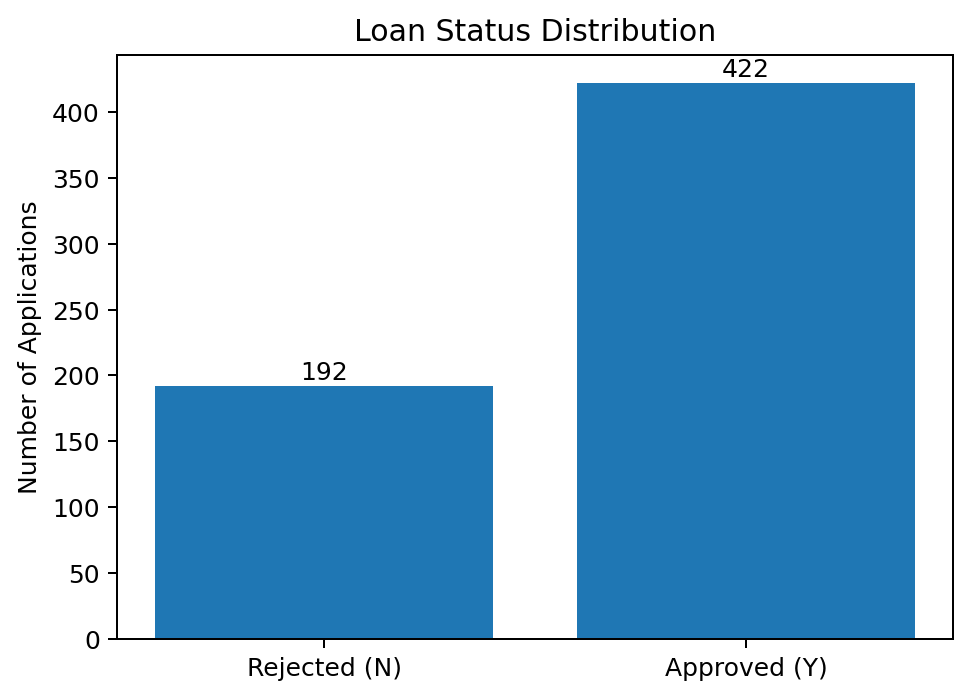 Loan Status Distribution
422
400
350
300
250
200
192
150
100
50
0
Number of Applications
Rejected (N)
Approved (Y)